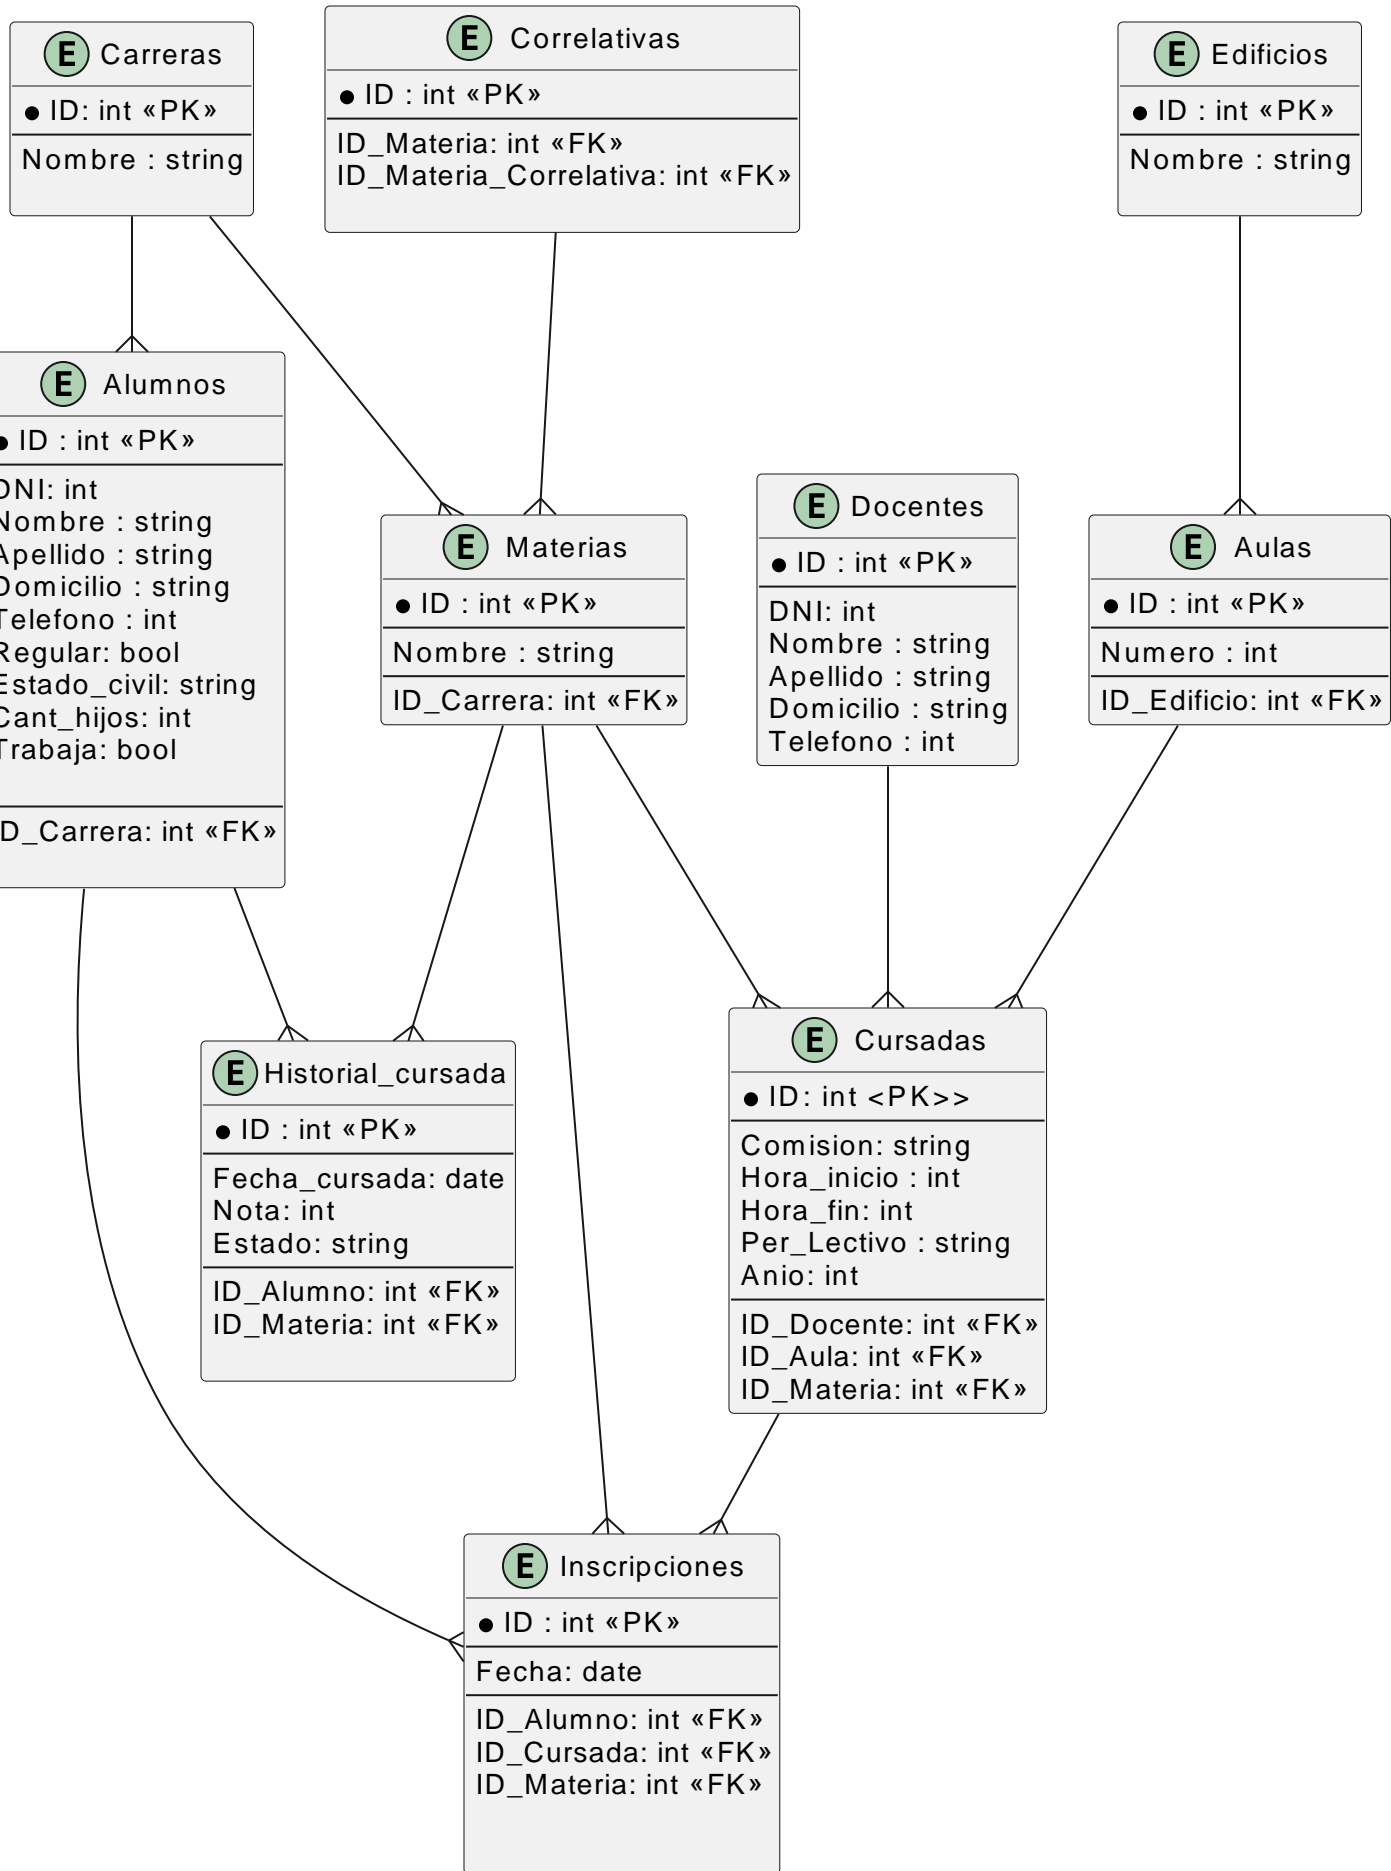 E Carreras
ID: int «PK»
Nombre : string
E Correlativas
ID : int «PK»
ID_Materia: int «FK»
ID_Materia_Correlativa: int «FK»
E Edificios
ID : int «PK»
Nombre : string
E Alumnos
ID : int «PK»
DNI: int
Nombre : string
Apellido : string
Domicilio : string
Telefono : int
Regular: bool
Estado_civil: string
Cant_hijos: int
Trabaja: bool
ID_Carrera: int «FK»
E Materias
ID : int «PK»
Nombre : string
ID_Carrera: int «FK»
E Docentes
ID : int «PK»
DNI: int
Nombre : string
Apellido : string
Domicilio : string
Telefono : int
E Aulas
ID : int «PK»
Numero : int
ID_Edificio: int «FK»
E Historial_cursada
ID : int «PK»
Fecha_cursada: date
Nota: int
Estado: string
ID_Alumno: int «FK»
ID_Materia: int «FK»
E Cursadas
ID: int <PK>>
Comision: string
Hora_inicio : int
Hora_fin: int
Per_Lectivo : string
Anio: int
ID_Docente: int «FK»
ID_Aula: int «FK»
ID_Materia: int «FK»
E Inscripciones
ID : int «PK»
Fecha: date
ID_Alumno: int «FK»
ID_Cursada: int «FK»
ID_Materia: int «FK»